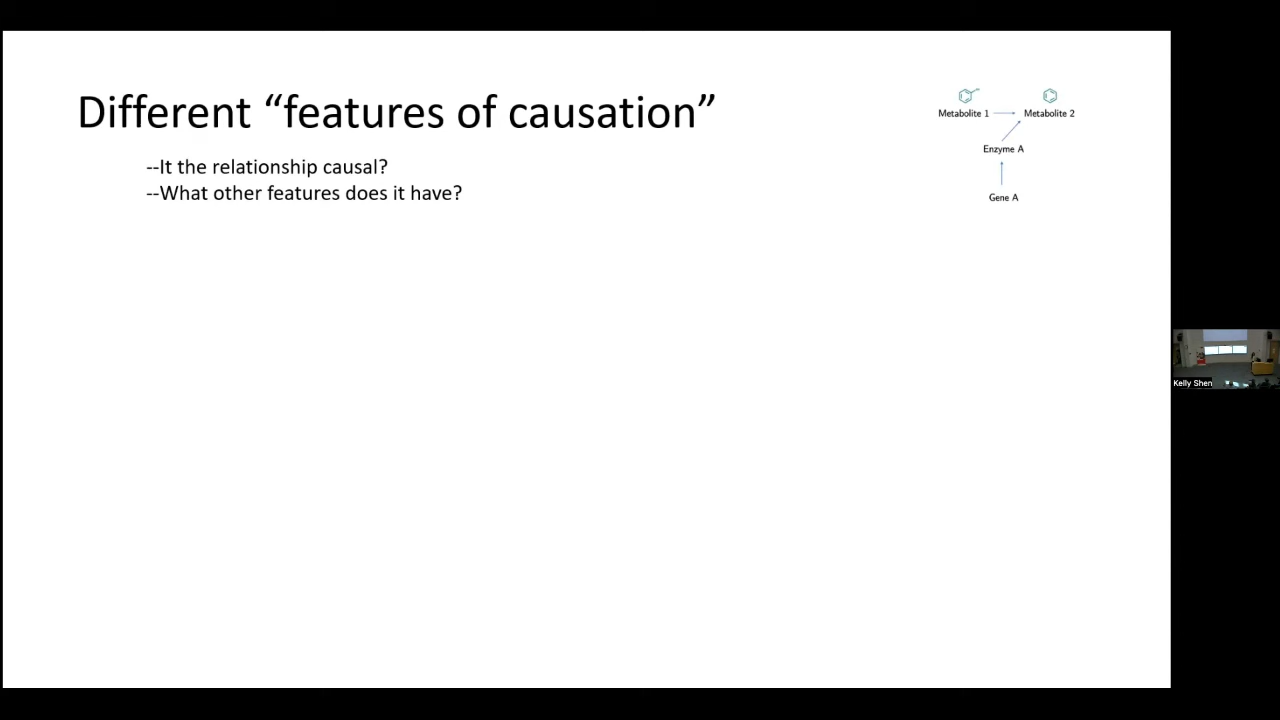 Different “features of causation”
--It the relationship causal?
--What other features does it have?
Metabolite 1
Metabolite 2
Enzyme A
Gene A
Kelly Shen